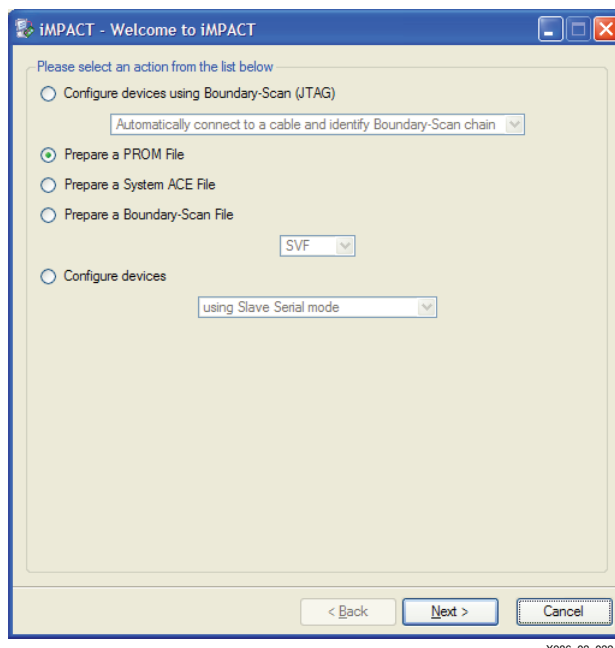 iMPACT - Welcome to iMPACT
Please select an action from the list below
Configure devices using Boundary-Scan (JTAG)
Automatically connect to a cable and identify Boundary-Scan chain
Prepare a PROM File
Prepare a System ACE File
Prepare a Boundary-Scan File
SVF
Configure devices
using Slave Serial mode
< Back
Next >
Cancel